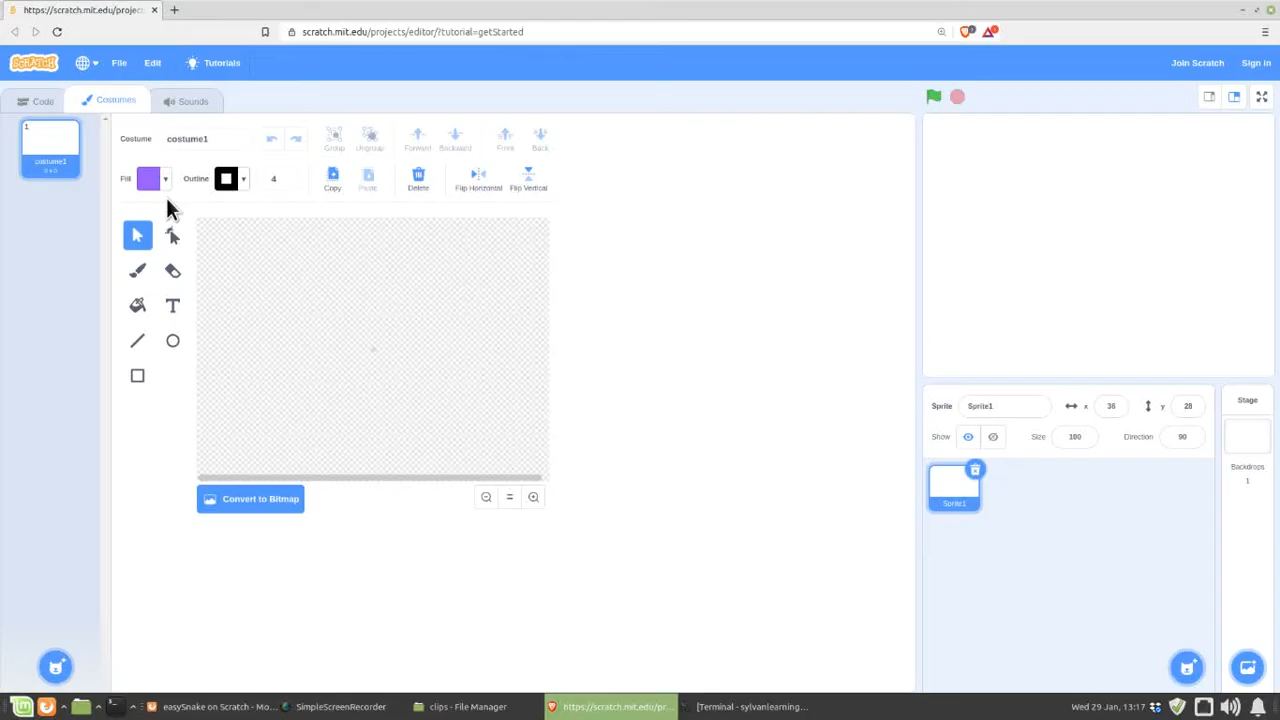 https://scratch.mit.edu/projec
https://scratch.mit.edu/projects/editor/?tutorial=getStarted
SCRATCH
File
Edit
Tutorials
Join Scratch
Sign in
Code
Costumes
Sounds
1
costume1
0 x 0
Costume
costume1
Group
Ungroup
Forward
Backward
Front
Back
Fill
Outline
4
Copy
Paste
Delete
Flip Horizontal
Flip Vertical
T
Convert to Bitmap
Sprite
Sprite1
x
36
y
28
Show
Size
100
Direction
90
Sprite1
Stage
Backdrops
1
easySnake on Scratch - Mo...
SimpleScreenRecorder
clips - File Manager
https://scratch.mit.edu/pr...
[Terminal - sylvanlearning...
Wed 29 Jan, 13:17